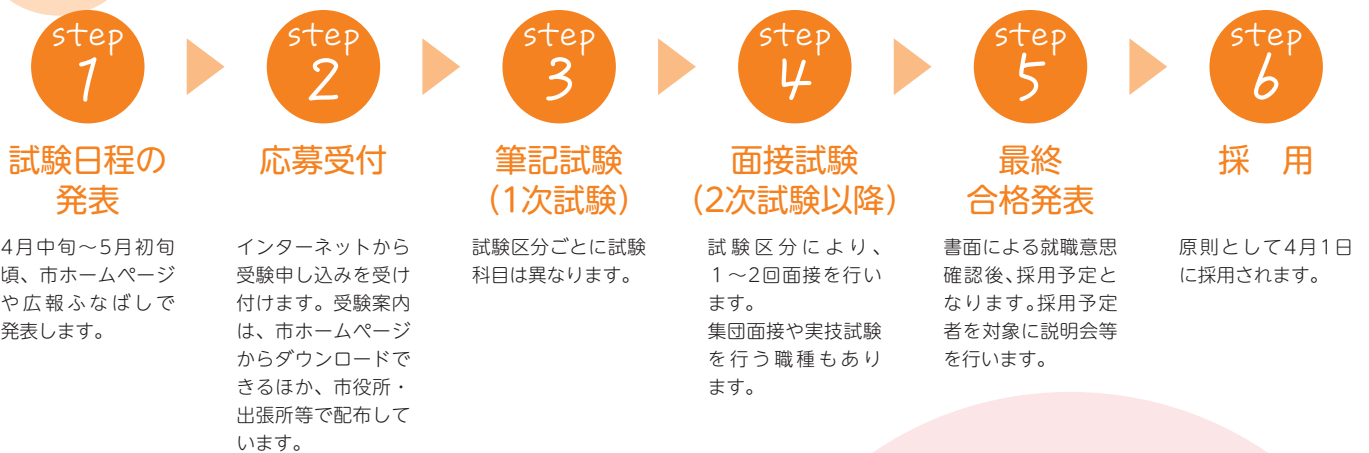 step
1
試験日程の
発表
4月中旬〜5月初旬
頃、市ホームページ
や広報ふなばしで
発表します。
step
2
応募受付
インターネットから
受験申し込みを受け
付けます。受験案内
は、市ホームページ
からダウンロードで
きるほか、市役所・
出張所等で配布して
います。
step
3
筆記試験
(1次試験)
試験区分ごとに試験
科目は異なります。
step
4
面接試験
(2次試験以降)
試験区分により、
1〜2回面接を行い
ます。
集団面接や実技試験
を行う職種もあり
ます。
step
5
最終
合格発表
書面による就職意思
確認後、採用予定と
なります。採用予定
者を対象に説明会等
を行います。
step
6
採　用
原則として4月1日
に採用されます。